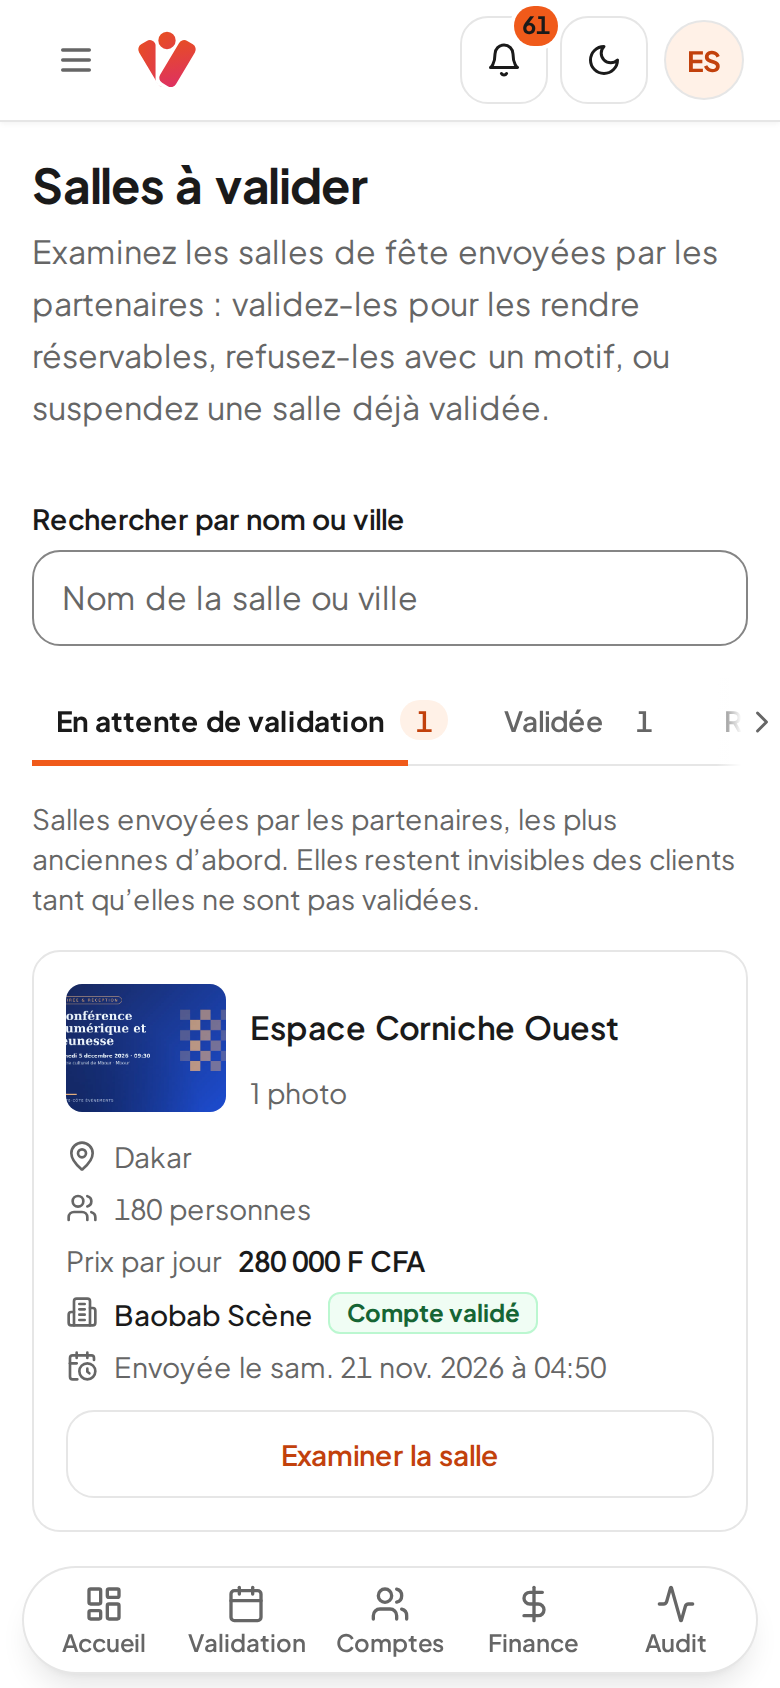 61
ES
Salles à valider
Examinez les salles de fête envoyées par les
partenaires : validez-les pour les rendre
réservables, refusez-les avec un motif, ou
suspendez une salle déjà validée.
Rechercher par nom ou ville
Nom de la salle ou ville
En attente de validation 1 Validée 1
Salles envoyées par les partenaires, les plus
anciennes d’abord. Elles restent invisibles des clients
tant qu’elles ne sont pas validées.
onférence
umérique et
eunesse
Espace Corniche Ouest
1 photo
Dakar
180 personnes
Prix par jour 280 000 F CFA
Baobab Scène Compte validé
Envoyée le sam. 21 nov. 2026 à 04:50
Examiner la salle
Accueil Validation Comptes Finance Audit